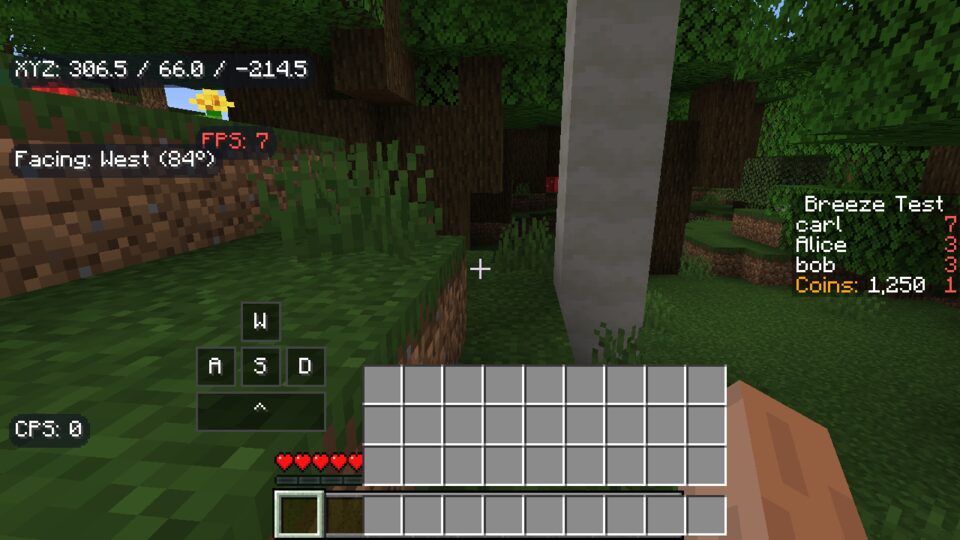 XYZ: 306.5 / 66.0 / -214.5
FPS: 7
Facing: West (84°)
Breeze Test
carl 7
Alice 3
bob 3
Coins: 1,250 1
W
A S D
^
CPS: 0